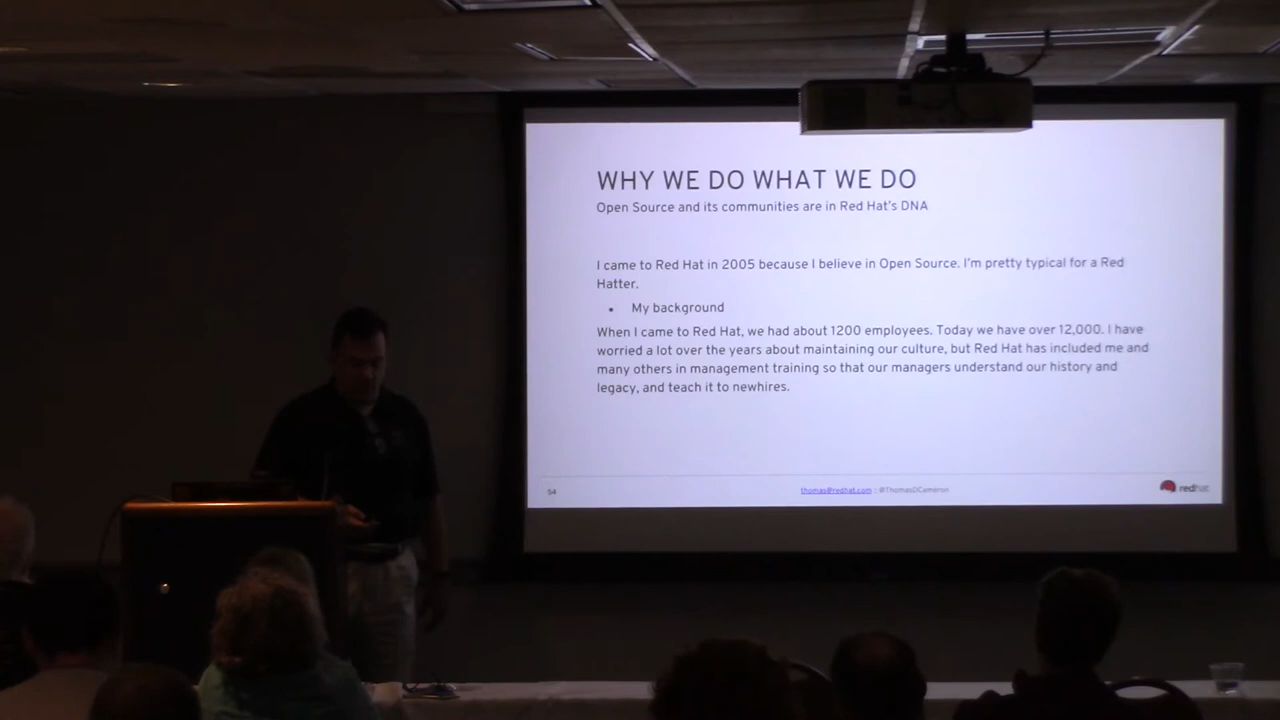 WHY WE DO WHAT WE DO
Open Source and its communities are in Red Hat's DNA
I came to Red Hat in 2005 because I believe in Open Source. I'm pretty typical for a Red
Hatter.
• My background
When I came to Red Hat, we had about 1200 employees. Today we have over 12,000. I have
worried a lot over the years about maintaining our culture, but Red Hat has included me and
many others in management training so that our managers understand our history and
legacy, and teach it to newhires.
54
thomas@redhat.com : @ThomasDCameron
redhat